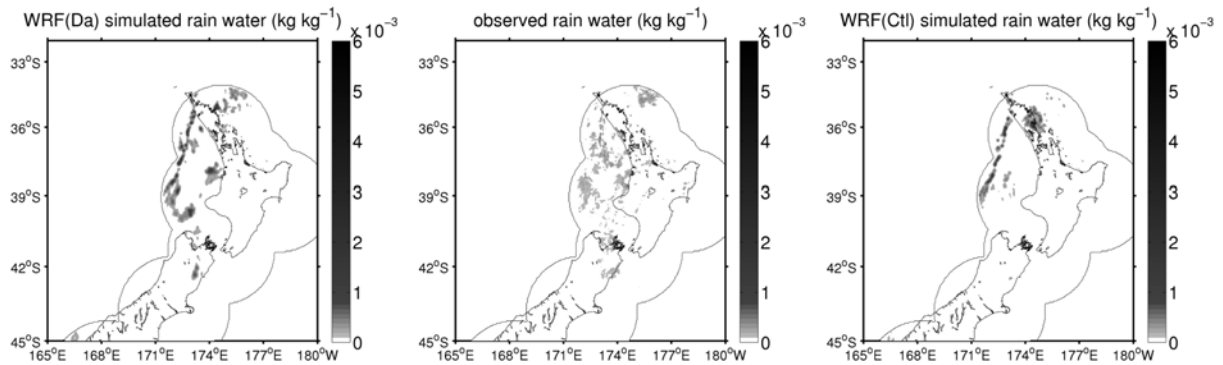 WRF(Da) simulated rain water (kg kg⁻¹)
x 10⁻³
6
5
4
3
2
1
0
33°S
36°S
39°S
42°S
45°S
165°E 168°E 171°E 174°E 177°E 180°W
observed rain water (kg kg⁻¹)
x 10⁻³
6
5
4
3
2
1
0
33°S
36°S
39°S
42°S
45°S
165°E 168°E 171°E 174°E 177°E 180°W
WRF(Ctl) simulated rain water (kg kg⁻¹)
x 10⁻³
6
5
4
3
2
1
0
33°S
36°S
39°S
42°S
45°S
165°E 168°E 171°E 174°E 177°E 180°W